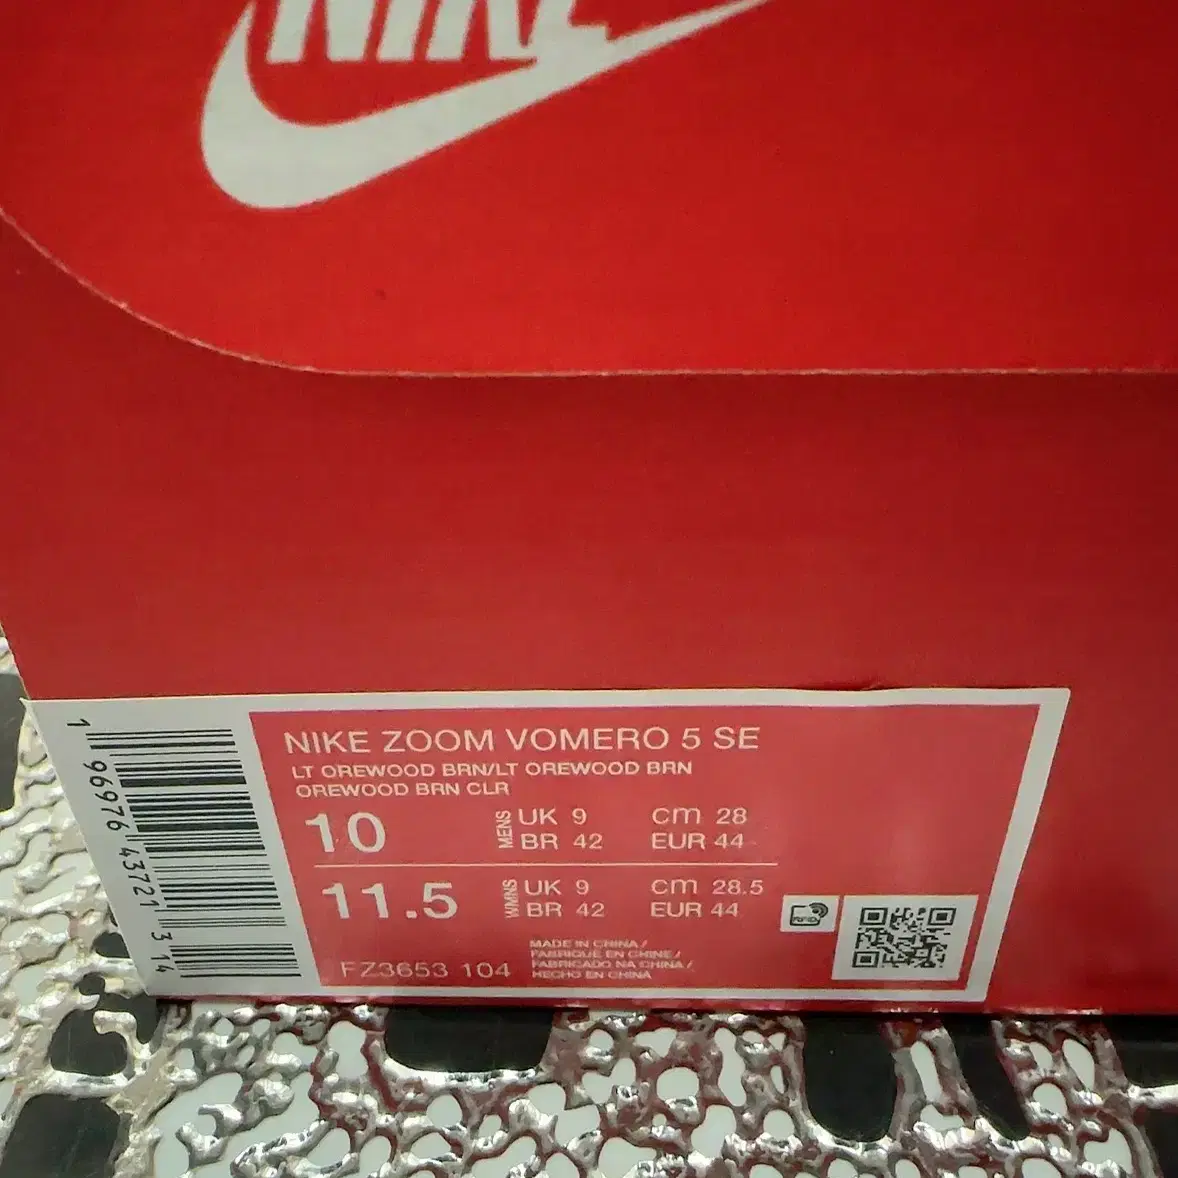 NIKE
NIKE ZOOM VOMERO 5 SE
LT OREWOOD BRN/LT OREWOOD BRN
OREWOOD BRN CLR
10 MENS UK 9 cm 28
BR 42 EUR 44
11.5 WMNS UK 9 cm 28.5
BR 42 EUR 44
RFID
MADE IN CHINA /
FABRIQUE EN CHINE /
FABRICADO NA CHINA /
HECHO EN CHINA
FZ3653 104
1 96976 43721 3 14